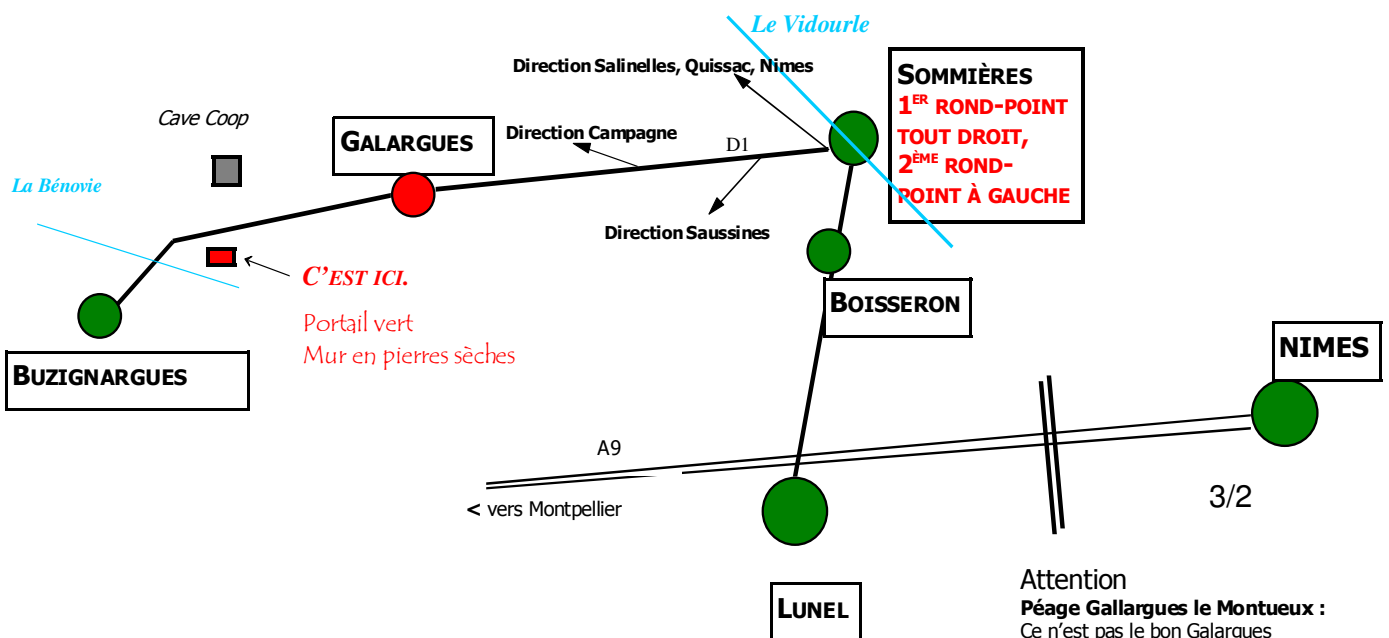 Le Vidourle
Direction Salinelles, Quissac, Nimes
SOMMIÈRES
1ER ROND-POINT
TOUT DROIT,
2ÈME ROND-
POINT À GAUCHE
Cave Coop
GALARGUES
Direction Campagne
D1
La Bénovie
Direction Saussines
C'EST ICI.
Portail vert
Mur en pierres sèches
BOISSERON
BUZIGNARGUES
NIMES
A9
< vers Montpellier
3/2
LUNEL
Attention
Péage Gallargues le Montueux :
Ce n'est pas le bon Galargues